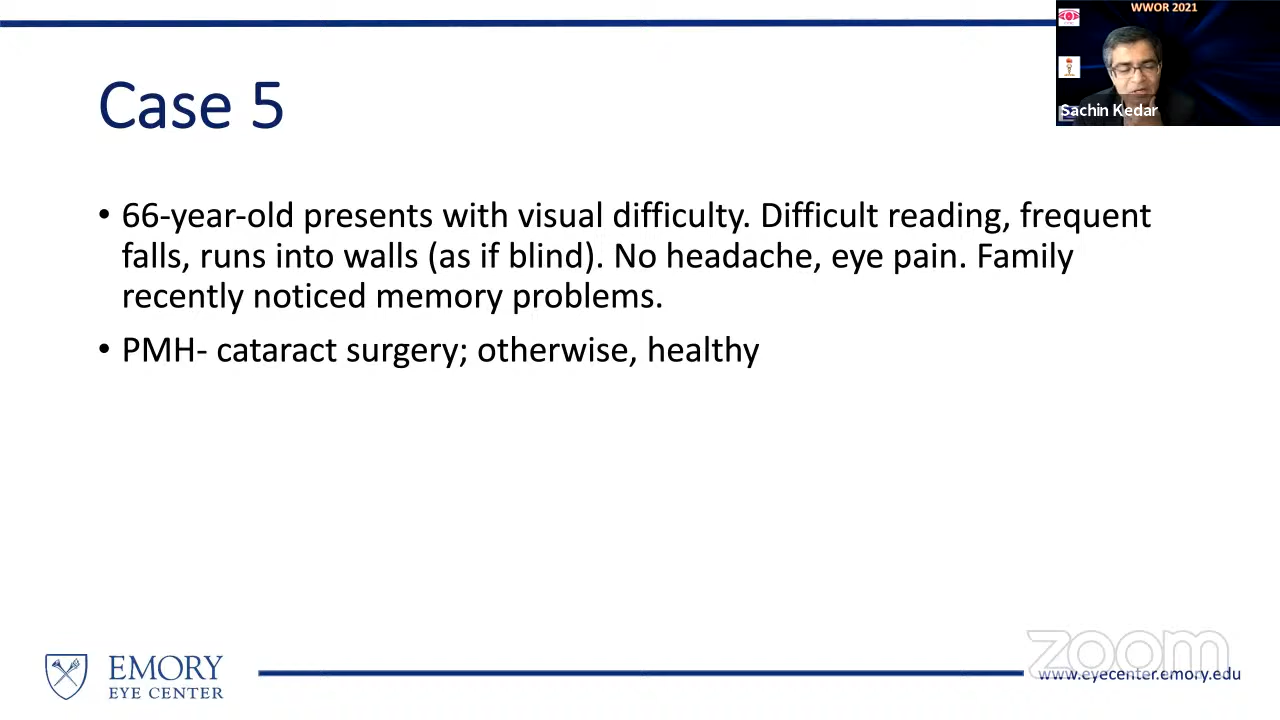 WWOR 2021
Sachin Kedar
Case 5
• 66-year-old presents with visual difficulty. Difficult reading, frequent
falls, runs into walls (as if blind). No headache, eye pain. Family
recently noticed memory problems.
• PMH- cataract surgery; otherwise, healthy
EMORY
EYE CENTER
zoom
www.eyecenter.emory.edu